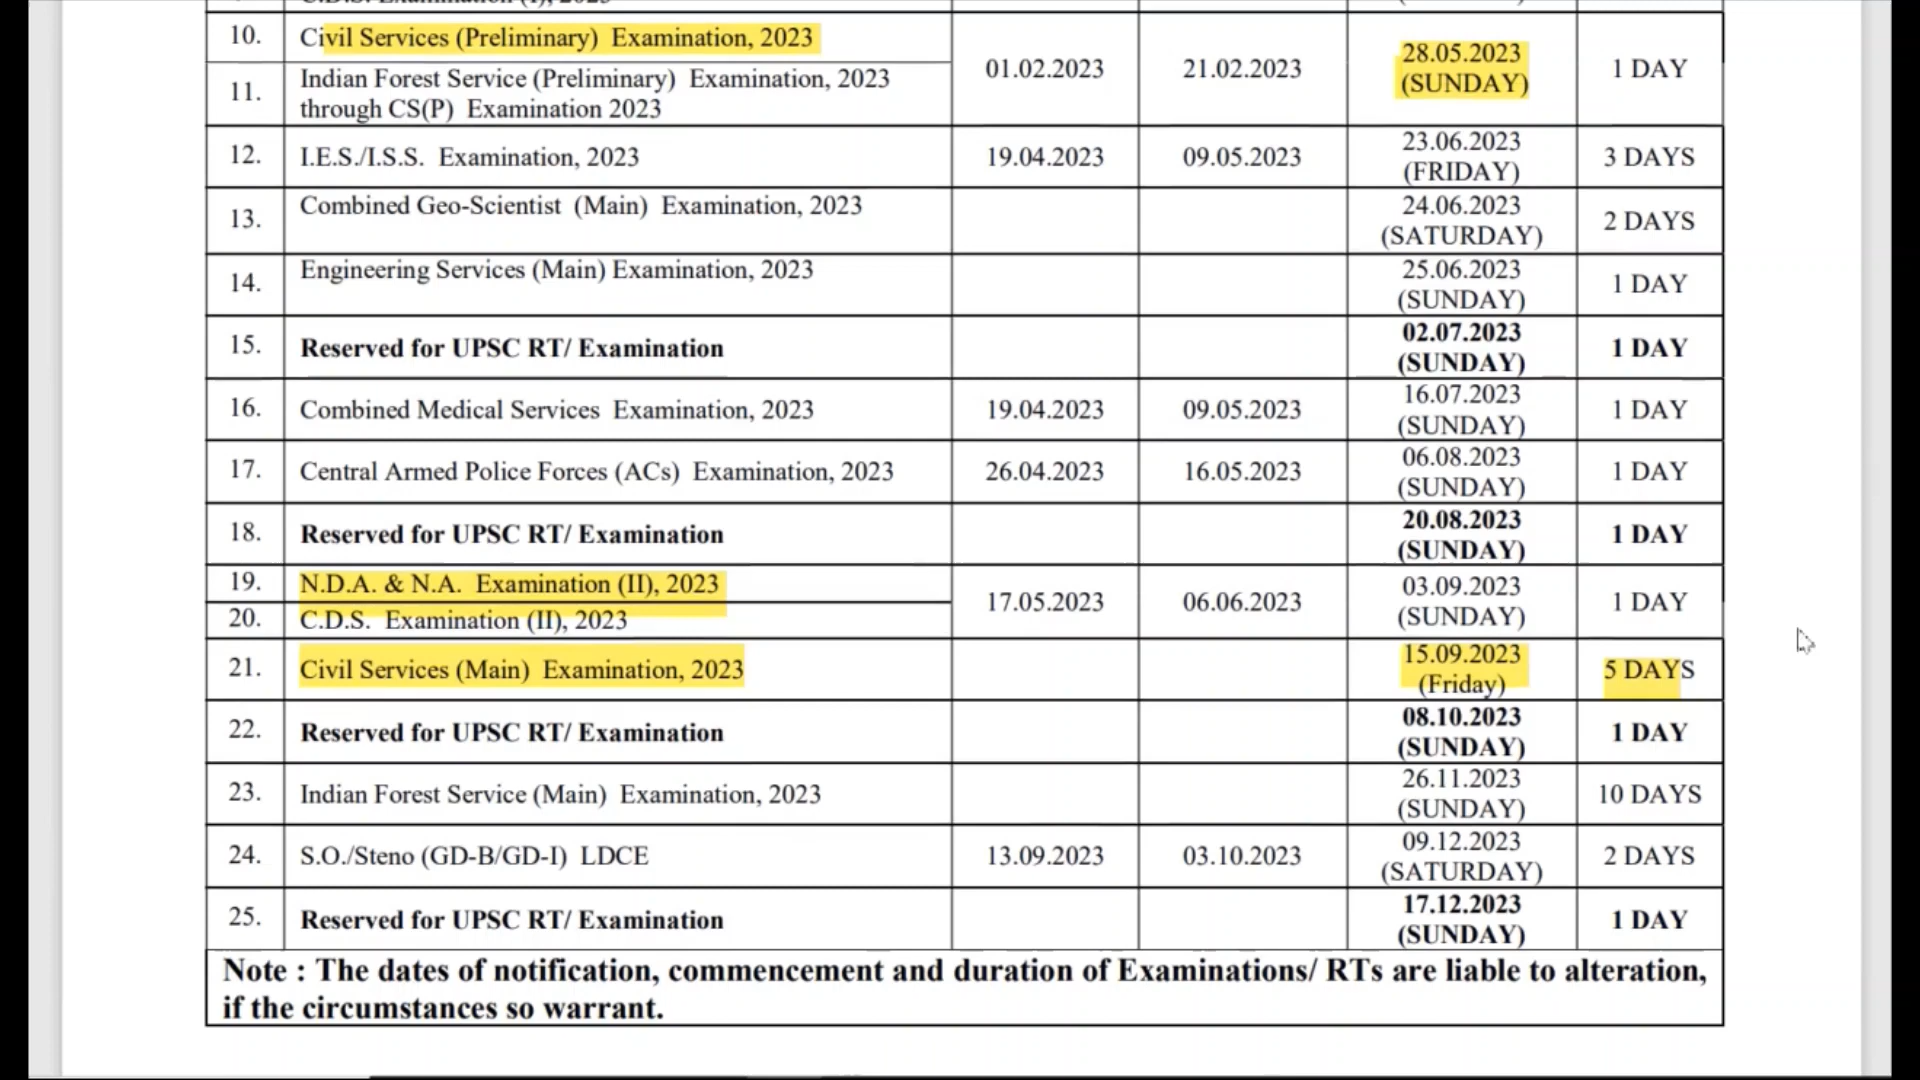 C.D.S. Examination (I), 2023
10. Civil Services (Preliminary) Examination, 2023
01.02.2023 21.02.2023 28.05.2023 1 DAY
(SUNDAY)
11. Indian Forest Service (Preliminary) Examination, 2023
through CS(P) Examination 2023
12. I.E.S./I.S.S. Examination, 2023 19.04.2023 09.05.2023 23.06.2023 3 DAYS
(FRIDAY)
13. Combined Geo-Scientist (Main) Examination, 2023 24.06.2023 2 DAYS
(SATURDAY)
14. Engineering Services (Main) Examination, 2023 25.06.2023 1 DAY
(SUNDAY)
15. Reserved for UPSC RT/ Examination 02.07.2023 1 DAY
(SUNDAY)
16. Combined Medical Services Examination, 2023 19.04.2023 09.05.2023 16.07.2023 1 DAY
(SUNDAY)
17. Central Armed Police Forces (ACs) Examination, 2023 26.04.2023 16.05.2023 06.08.2023 1 DAY
(SUNDAY)
18. Reserved for UPSC RT/ Examination 20.08.2023 1 DAY
(SUNDAY)
19. N.D.A. & N.A. Examination (II), 2023
17.05.2023 06.06.2023 03.09.2023 1 DAY
(SUNDAY)
20. C.D.S. Examination (II), 2023
21. Civil Services (Main) Examination, 2023 15.09.2023 5 DAYS
(Friday)
22. Reserved for UPSC RT/ Examination 08.10.2023 1 DAY
(SUNDAY)
23. Indian Forest Service (Main) Examination, 2023 26.11.2023 10 DAYS
(SUNDAY)
24. S.O./Steno (GD-B/GD-I) LDCE 13.09.2023 03.10.2023 09.12.2023 2 DAYS
(SATURDAY)
25. Reserved for UPSC RT/ Examination 17.12.2023 1 DAY
(SUNDAY)
Note : The dates of notification, commencement and duration of Examinations/ RTs are liable to alteration,
if the circumstances so warrant.